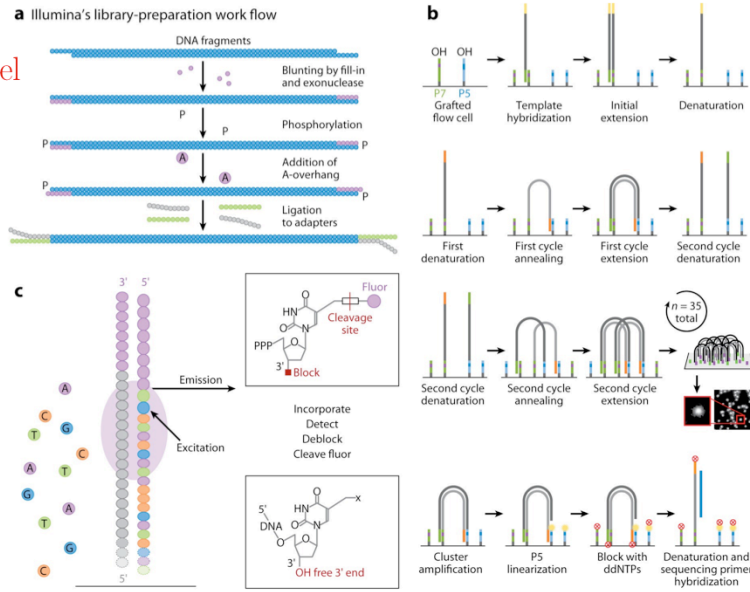 a Illumina's library-preparation work flow
el
DNA fragments
Blunting by fill-in
and exonuclease
P
P
Phosphorylation
P
P
A
A
Addition of
A-overhang
P
P
Ligation
to adapters
b
OH OH
P7 P5
Grafted
flow cell
Template
hybridization
Initial
extension
Denaturation
First
denaturation
First cycle
annealing
First cycle
extension
Second cycle
denaturation
n = 35
total
Second cycle
denaturation
Second cycle
annealing
Second cycle
extension
Cluster
amplification
P5
linearization
Block with
ddNTPs
Denaturation and
sequencing primer
hybridization
c
3' 5'
A
C
G
T
C
A
T
G
A
T
G
C
5'
Emission
Excitation
O
Fluor
HN
Cleavage
site
O
N
PPP
O
3'
Block
Incorporate
Detect
Deblock
Cleave fluor
O
x
HN
5'
O
N
DNA
O
O
3'
OH free 3' end